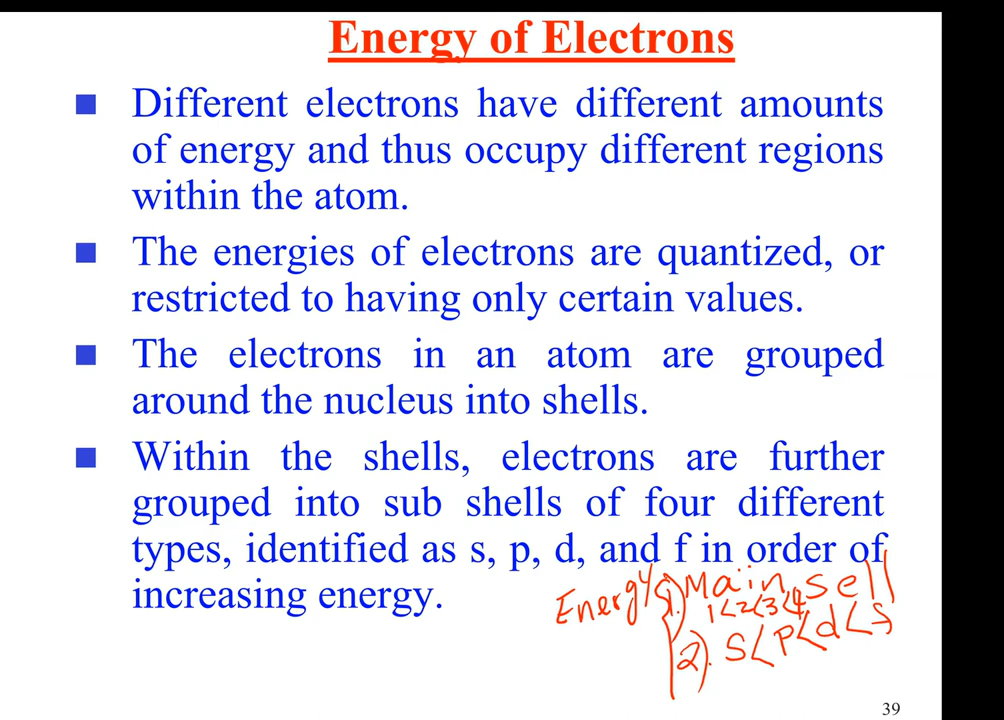 Energy of Electrons
■ Different electrons have different amounts
of energy and thus occupy different regions
within the atom.
■ The energies of electrons are quantized, or
restricted to having only certain values.
■ The electrons in an atom are grouped
around the nucleus into shells.
■ Within the shells, electrons are further
grouped into sub shells of four different
types, identified as s, p, d, and f in order of
increasing energy.
Energy { 1). Main sell
1<2<3<4
2). S<p<d<f
39